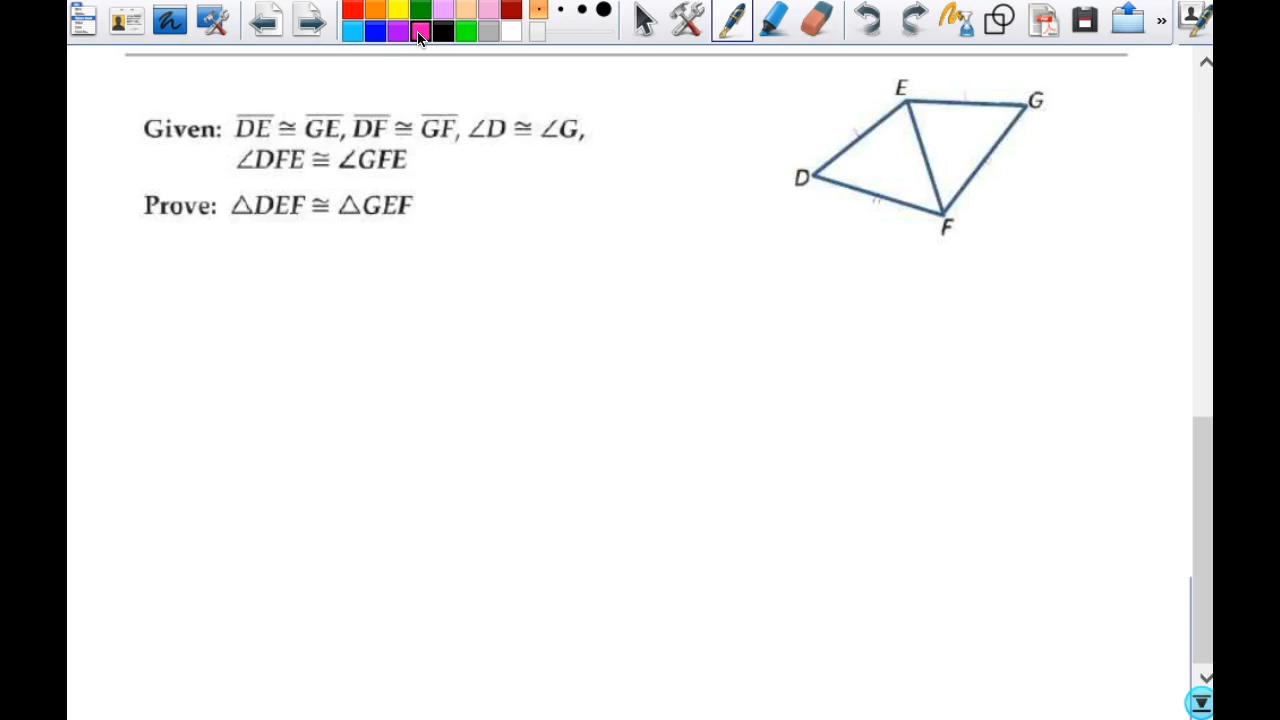 Given: DE ≅ GE, DF ≅ GF, ∠D ≅ ∠G,
∠DFE ≅ ∠GFE
Prove: △DEF ≅ △GEF
E
G
D
F